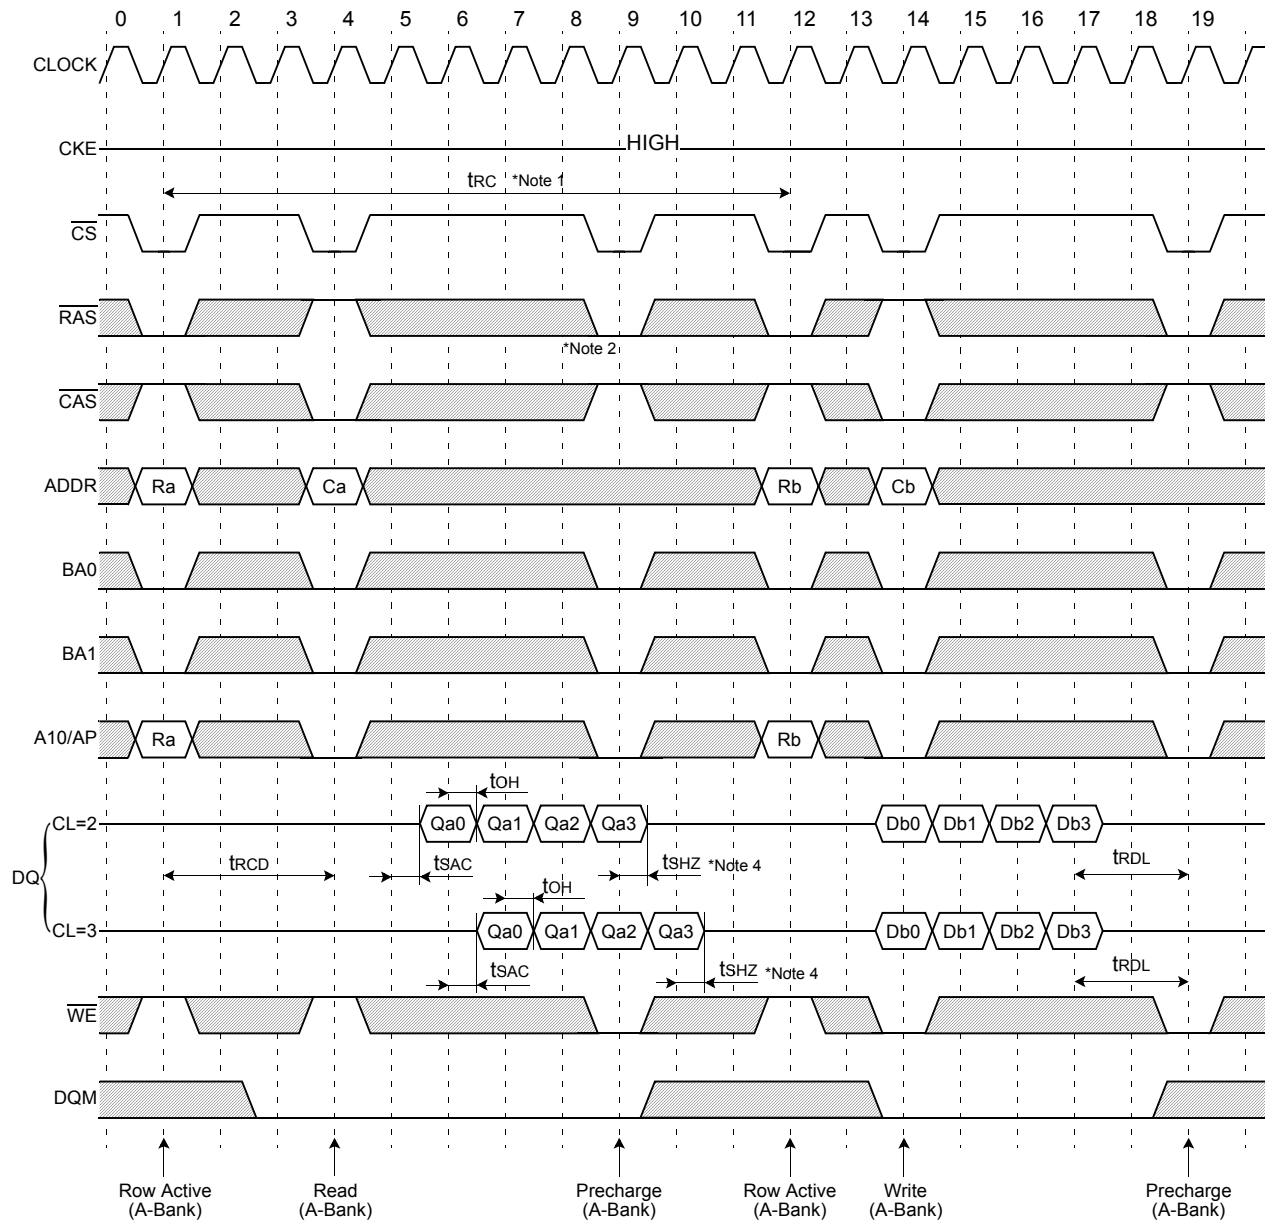 0 1 2 3 4 5 6 7 8 9 10 11 12 13 14 15 16 17 18 19
CLOCK
CKE
HIGH
tRC *Note 1
CS
RAS
*Note 2
CAS
ADDR Ra Ca Rb Cb
BA0
BA1
A10/AP Ra Rb
tOH
CL=2 Qa0 Qa1 Qa2 Qa3 Db0 Db1 Db2 Db3
DQ tRCD tSAC tSHZ *Note 4 tRDL
tOH
CL=3 Qa0 Qa1 Qa2 Qa3 Db0 Db1 Db2 Db3
tSAC tSHZ *Note 4 tRDL
WE
DQM
Row Active Read Precharge Row Active Write Precharge
(A-Bank) (A-Bank) (A-Bank) (A-Bank) (A-Bank) (A-Bank)